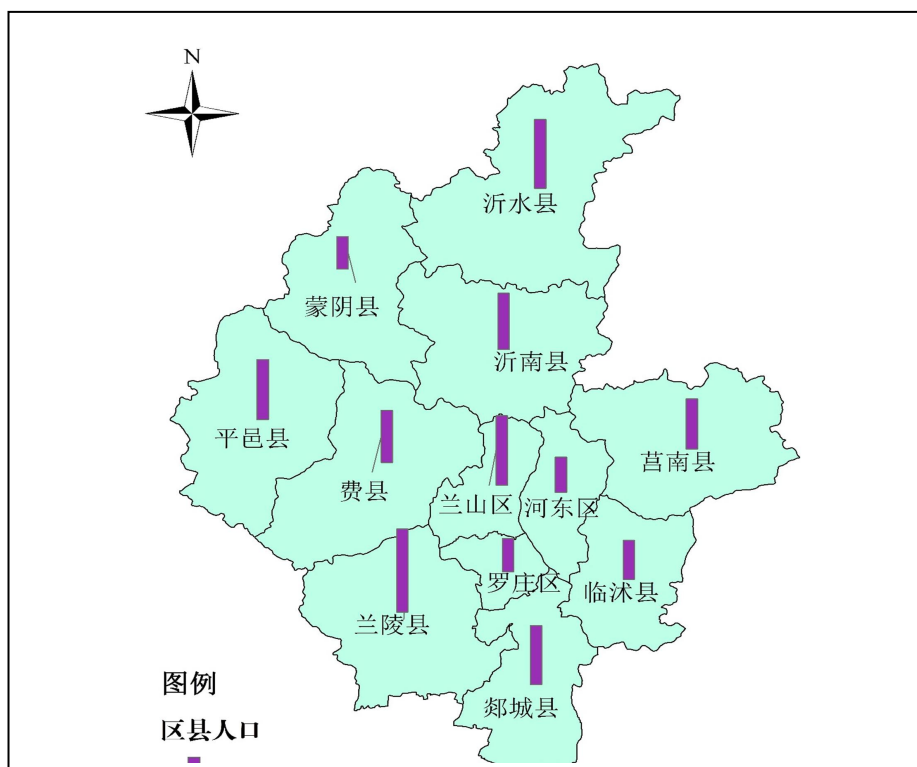 N
沂水县
蒙阴县
沂南县
平邑县
莒南县
费县
兰山区
河东区
罗庄区
临沭县
兰陵县
郯城县
图例
区县人口